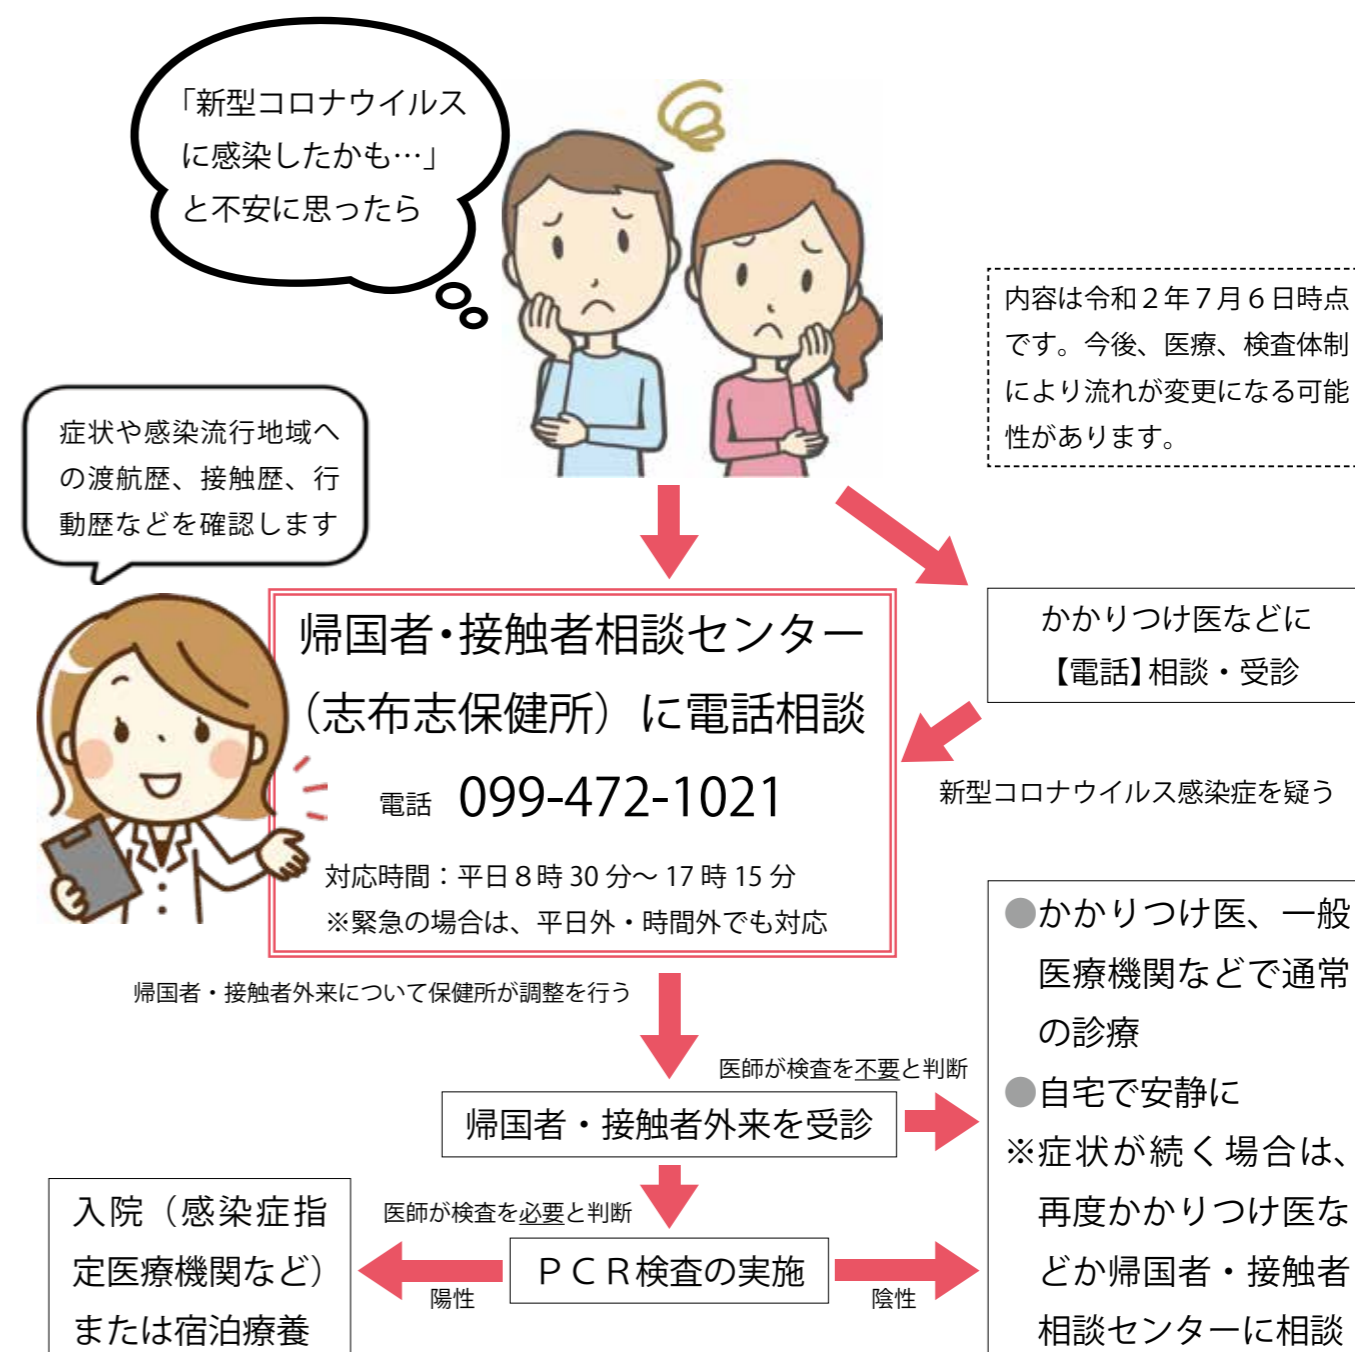 「新型コロナウイルス
に感染したかも…」
と不安に思ったら
内容は令和２年７月６日時点
です。今後、医療、検査体制
により流れが変更になる可能
性があります。
症状や感染流行地域へ
の渡航歴、接触歴、行
動歴などを確認します
帰国者・接触者相談センター
（志布志保健所）に電話相談
電話 099-472-1021
対応時間：平日８時 30 分～ 17 時 15 分
※緊急の場合は、平日外・時間外でも対応
かかりつけ医などに
【電話】相談・受診
新型コロナウイルス感染症を疑う
帰国者・接触者外来について保健所が調整を行う
医師が検査を不要と判断
帰国者・接触者外来を受診
医師が検査を必要と判断
ＰＣＲ検査の実施
陽性
陰性
入院（感染症指
定医療機関など）
または宿泊療養
●かかりつけ医、一般
医療機関などで通常
の診療
●自宅で安静に
※症状が続く場合は、
再度かかりつけ医な
どか帰国者・接触者
相談センターに相談